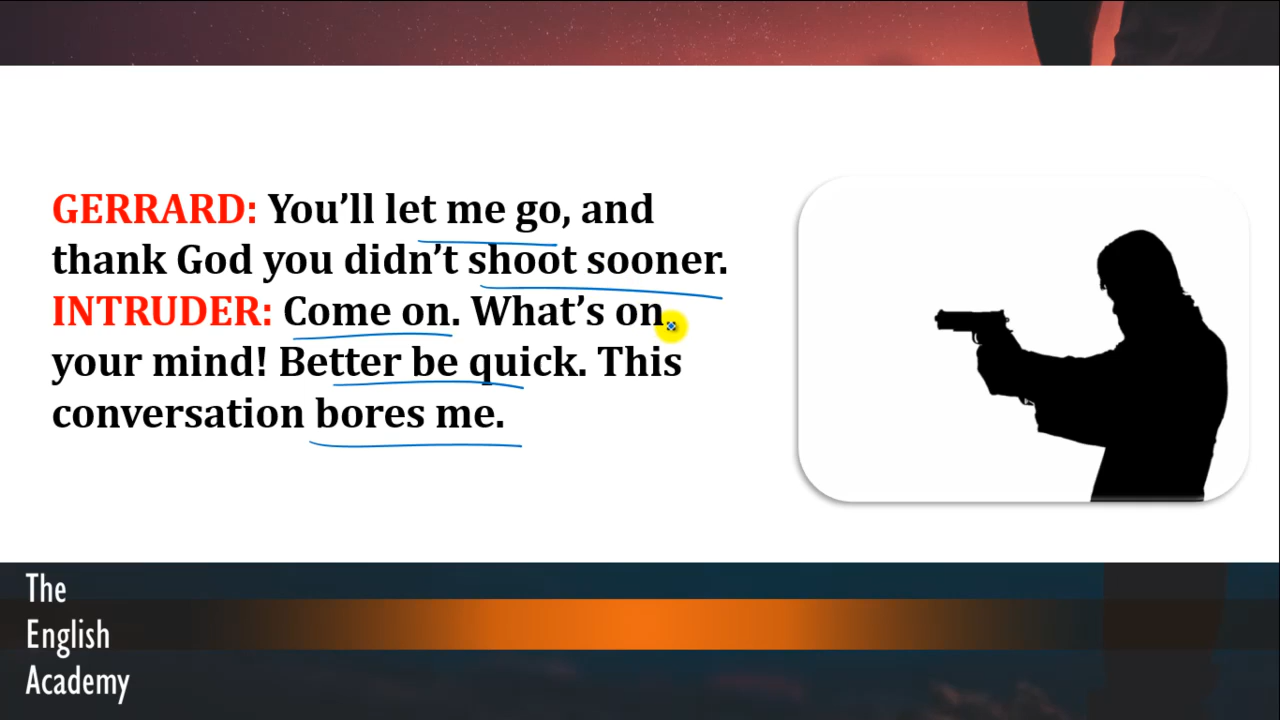 GERRARD: You’ll let me go, and
thank God you didn’t shoot sooner.
INTRUDER: Come on. What’s on
your mind! Better be quick. This
conversation bores me.
The
English
Academy